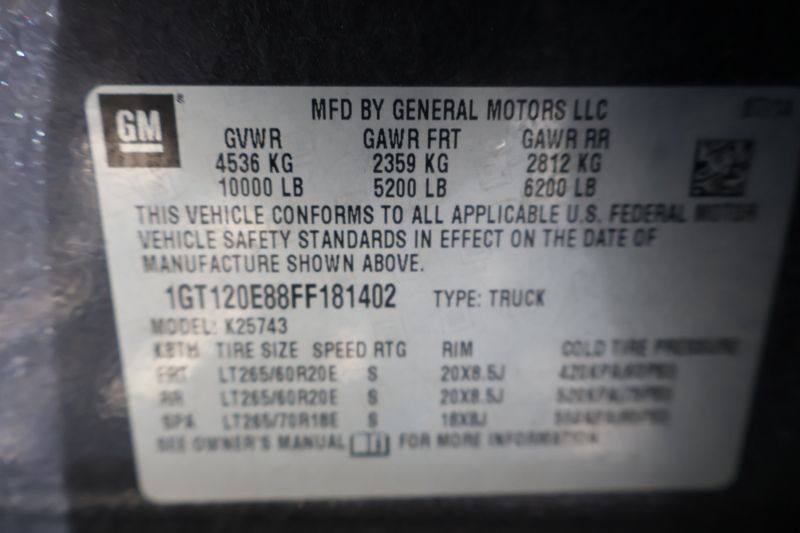 GM ®
MFD BY GENERAL MOTORS LLC
GVWR GAWR FRT GAWR RR
4536 KG 2359 KG 2812 KG
10000 LB 5200 LB 6200 LB
THIS VEHICLE CONFORMS TO ALL APPLICABLE U.S. FEDERAL MOTOR
VEHICLE SAFETY STANDARDS IN EFFECT ON THE DATE OF
MANUFACTURE SHOWN ABOVE.
1GT120E88FF181402 TYPE: TRUCK
MODEL: K25743
TIRE SIZE SPEED RTG RIM COLD TIRE PRESSURE
FRT LT265/60R20E S 20X8.5J
RR LT265/60R20E S 20X8.5J
SPA LT265/70R18E S 18X8J
SEE OWNER'S MANUAL FOR MORE INFORMATION